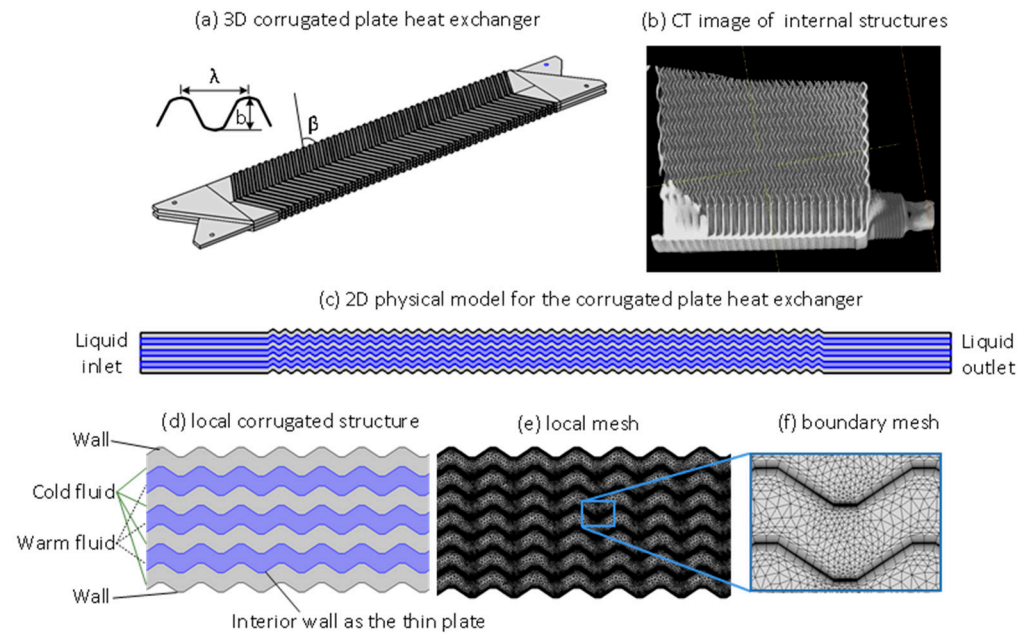 (a) 3D corrugated plate heat exchanger
(b) CT image of internal structures
λ
b
β
(c) 2D physical model for the corrugated plate heat exchanger
Liquid
inlet
Liquid
outlet
(d) local corrugated structure
(e) local mesh
(f) boundary mesh
Wall
Cold fluid
Warm fluid
Wall
Interior wall as the thin plate